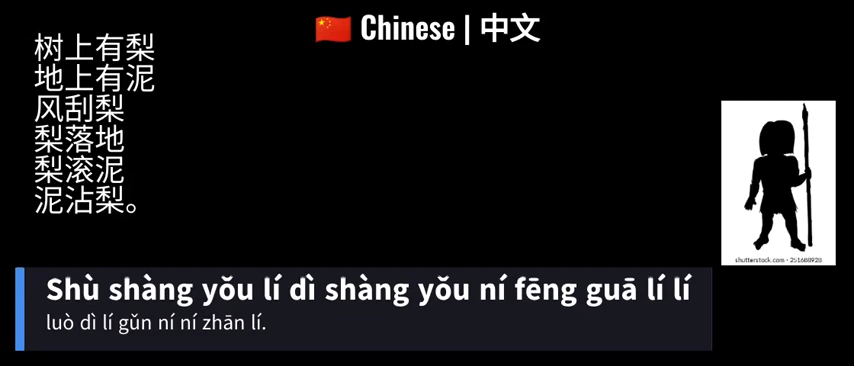 🇨🇳 Chinese | 中文
树上有梨
地上有泥
风刮梨
梨落地
梨滚泥
泥沾梨。
shutterstock.com · 251688928
Shù shàng yǒu lí dì shàng yǒu ní fēng guā lí lí
luò dì lí gǔn ní ní zhān lí.